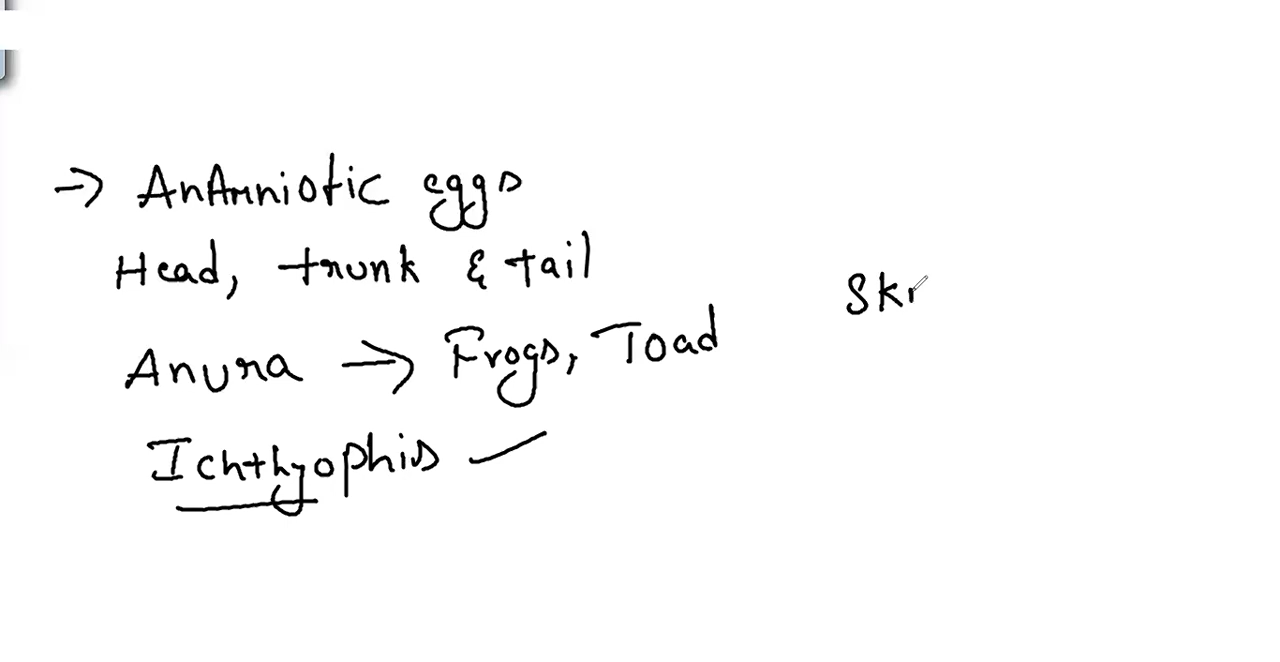 → AnAmniotic eggs
Head, trunk & tail
Anura → Frogs, Toad
Ichthyophis